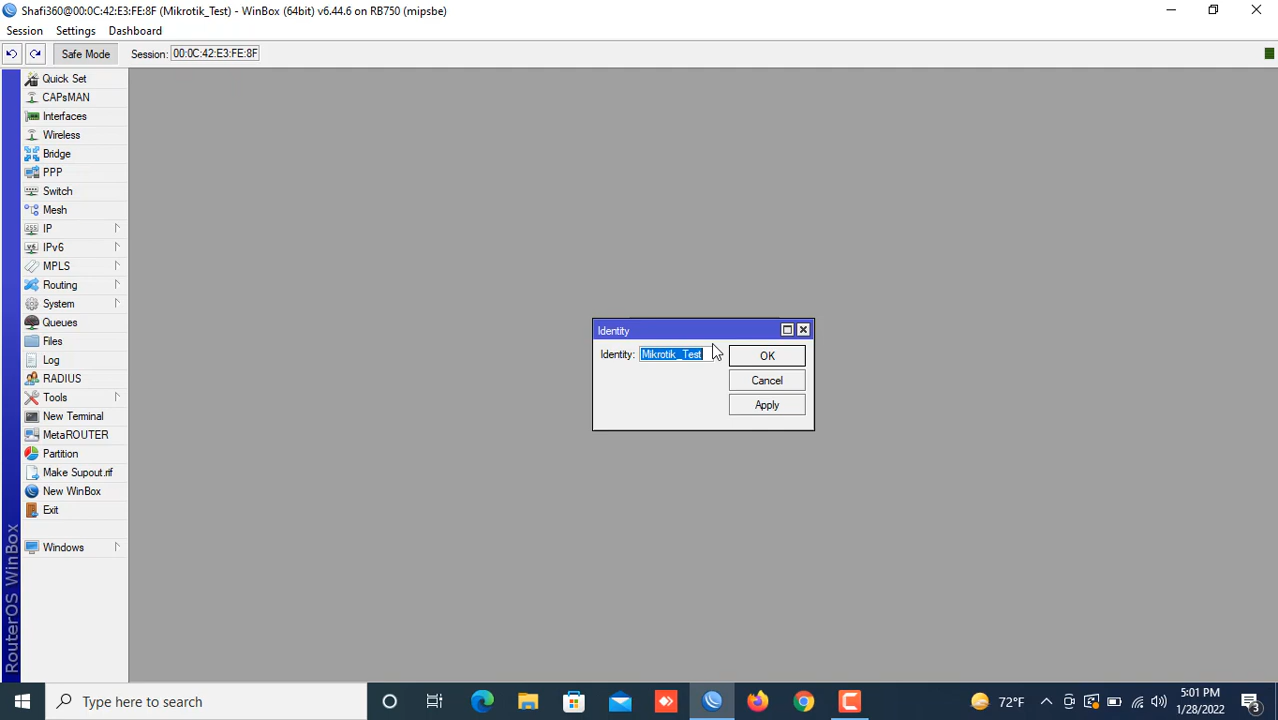 Shafi360@00:0C:42:E3:FE:8F (Mikrotik_Test) - WinBox (64bit) v6.44.6 on RB750 (mipsbe)
Session Settings Dashboard
Safe Mode Session: 00:0C:42:E3:FE:8F
Quick Set
CAPsMAN
Interfaces
Wireless
Bridge
PPP
Switch
Mesh
IP
IPv6
MPLS
Routing
System
Queues
Files
Log
RADIUS
Tools
New Terminal
MetaROUTER
Partition
Make Supout.rif
New WinBox
Exit
Windows
RouterOS WinBox
Identity
Identity: Mikrotik_Test OK
Cancel
Apply
Type here to search
72°F
5:01 PM
1/28/2022
3